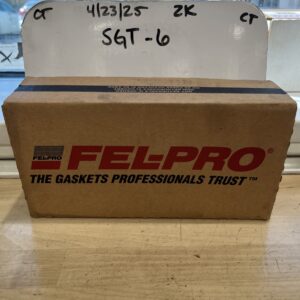 CT 4/23/25 ZK CT
SGT-6
FEL-PRO
FEL-PRO®
THE GASKETS PROFESSIONALS TRUST™